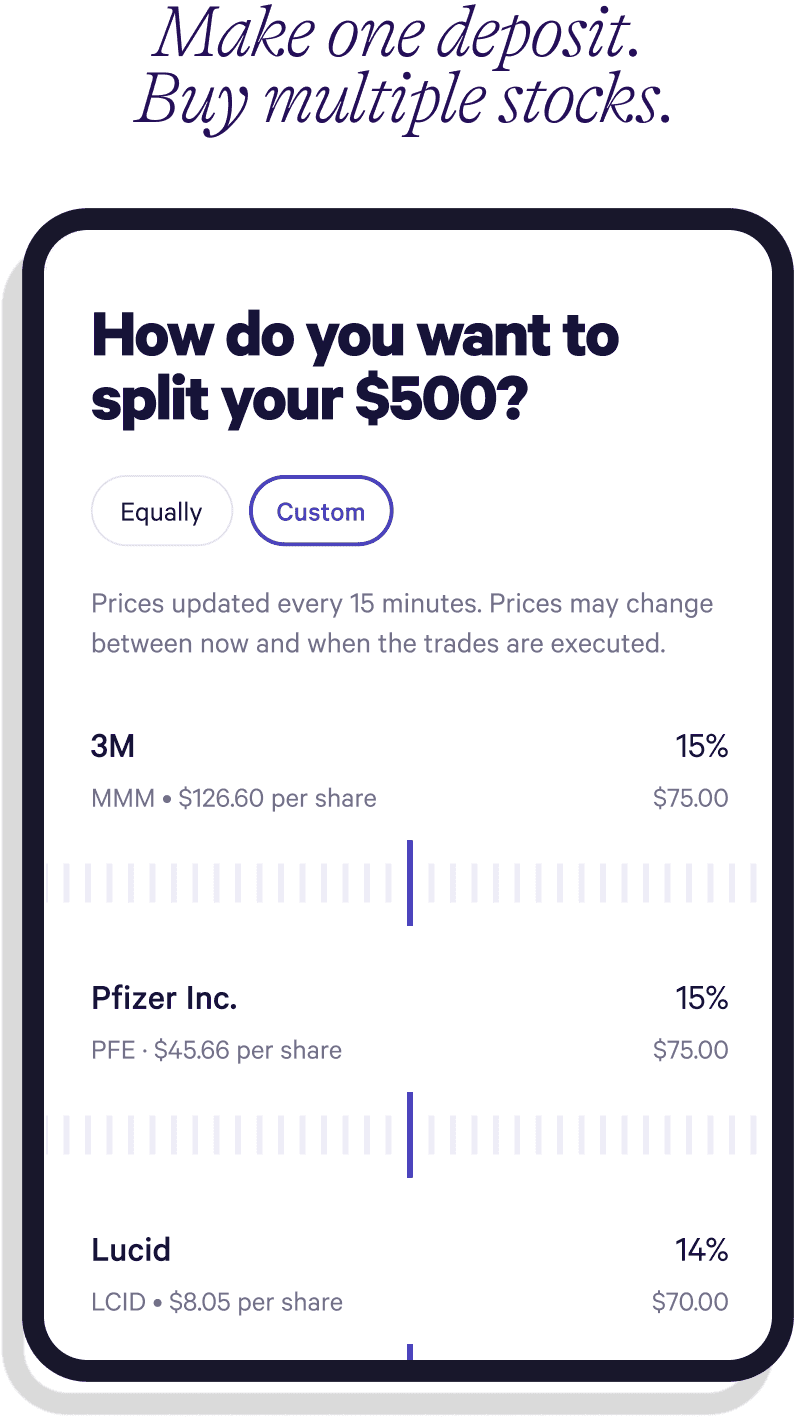 Make one deposit.
Buy multiple stocks.
How do you want to
split your $500?
Equally Custom
Prices updated every 15 minutes. Prices may change
between now and when the trades are executed.
3M 15%
MMM • $126.60 per share $75.00
Pfizer Inc. 15%
PFE · $45.66 per share $75.00
Lucid 14%
LCID • $8.05 per share $70.00